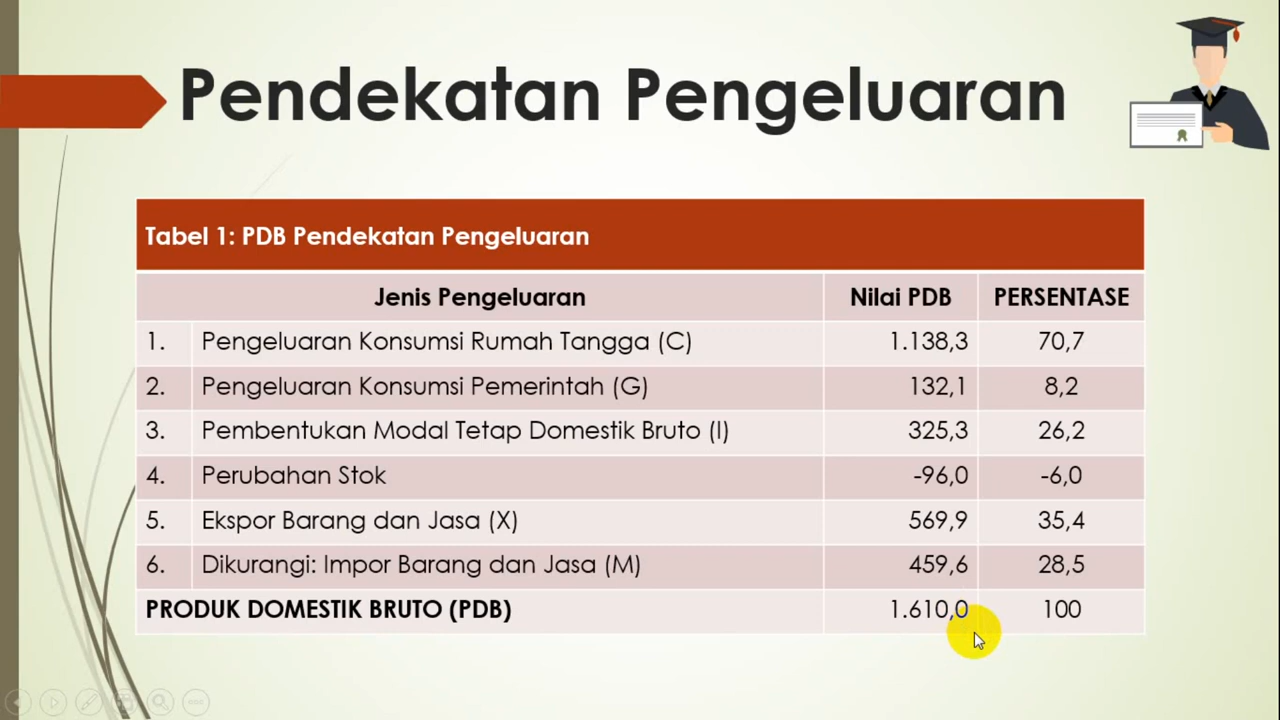 Pendekatan Pengeluaran
Tabel 1: PDB Pendekatan Pengeluaran
Jenis Pengeluaran Nilai PDB PERSENTASE
1. Pengeluaran Konsumsi Rumah Tangga (C) 1.138,3 70,7
2. Pengeluaran Konsumsi Pemerintah (G) 132,1 8,2
3. Pembentukan Modal Tetap Domestik Bruto (I) 325,3 26,2
4. Perubahan Stok -96,0 -6,0
5. Ekspor Barang dan Jasa (X) 569,9 35,4
6. Dikurangi: Impor Barang dan Jasa (M) 459,6 28,5
PRODUK DOMESTIK BRUTO (PDB) 1.610,0 100